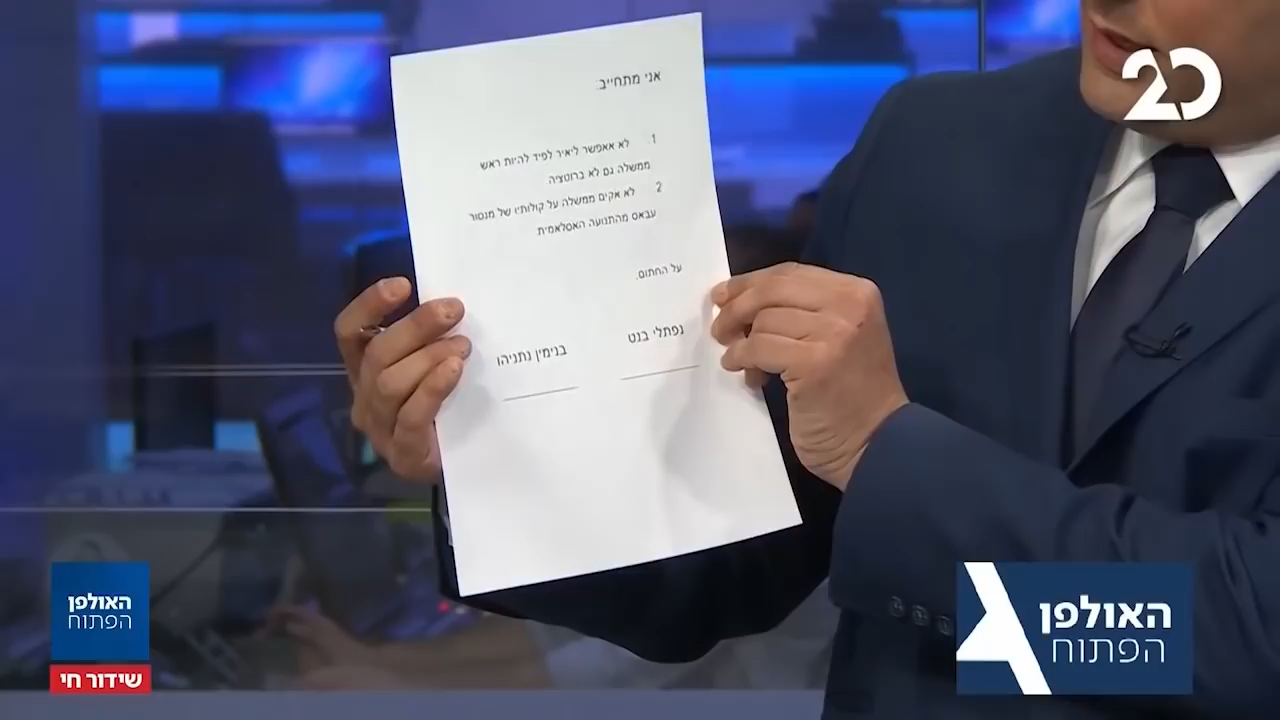 20
אני מתחייב:
1 לא אאפשר ליאיר לפיד להיות ראש
ממשלה גם לא ברוטציה.
2 לא אקים ממשלה על קולותיו של מנסור
עבאס מהתנועה האסלאמית
על החתום,
נפתלי בנט
בנימין נתניהו
האולפן
הפתוח
שידור חי
האולפן
הפתוח